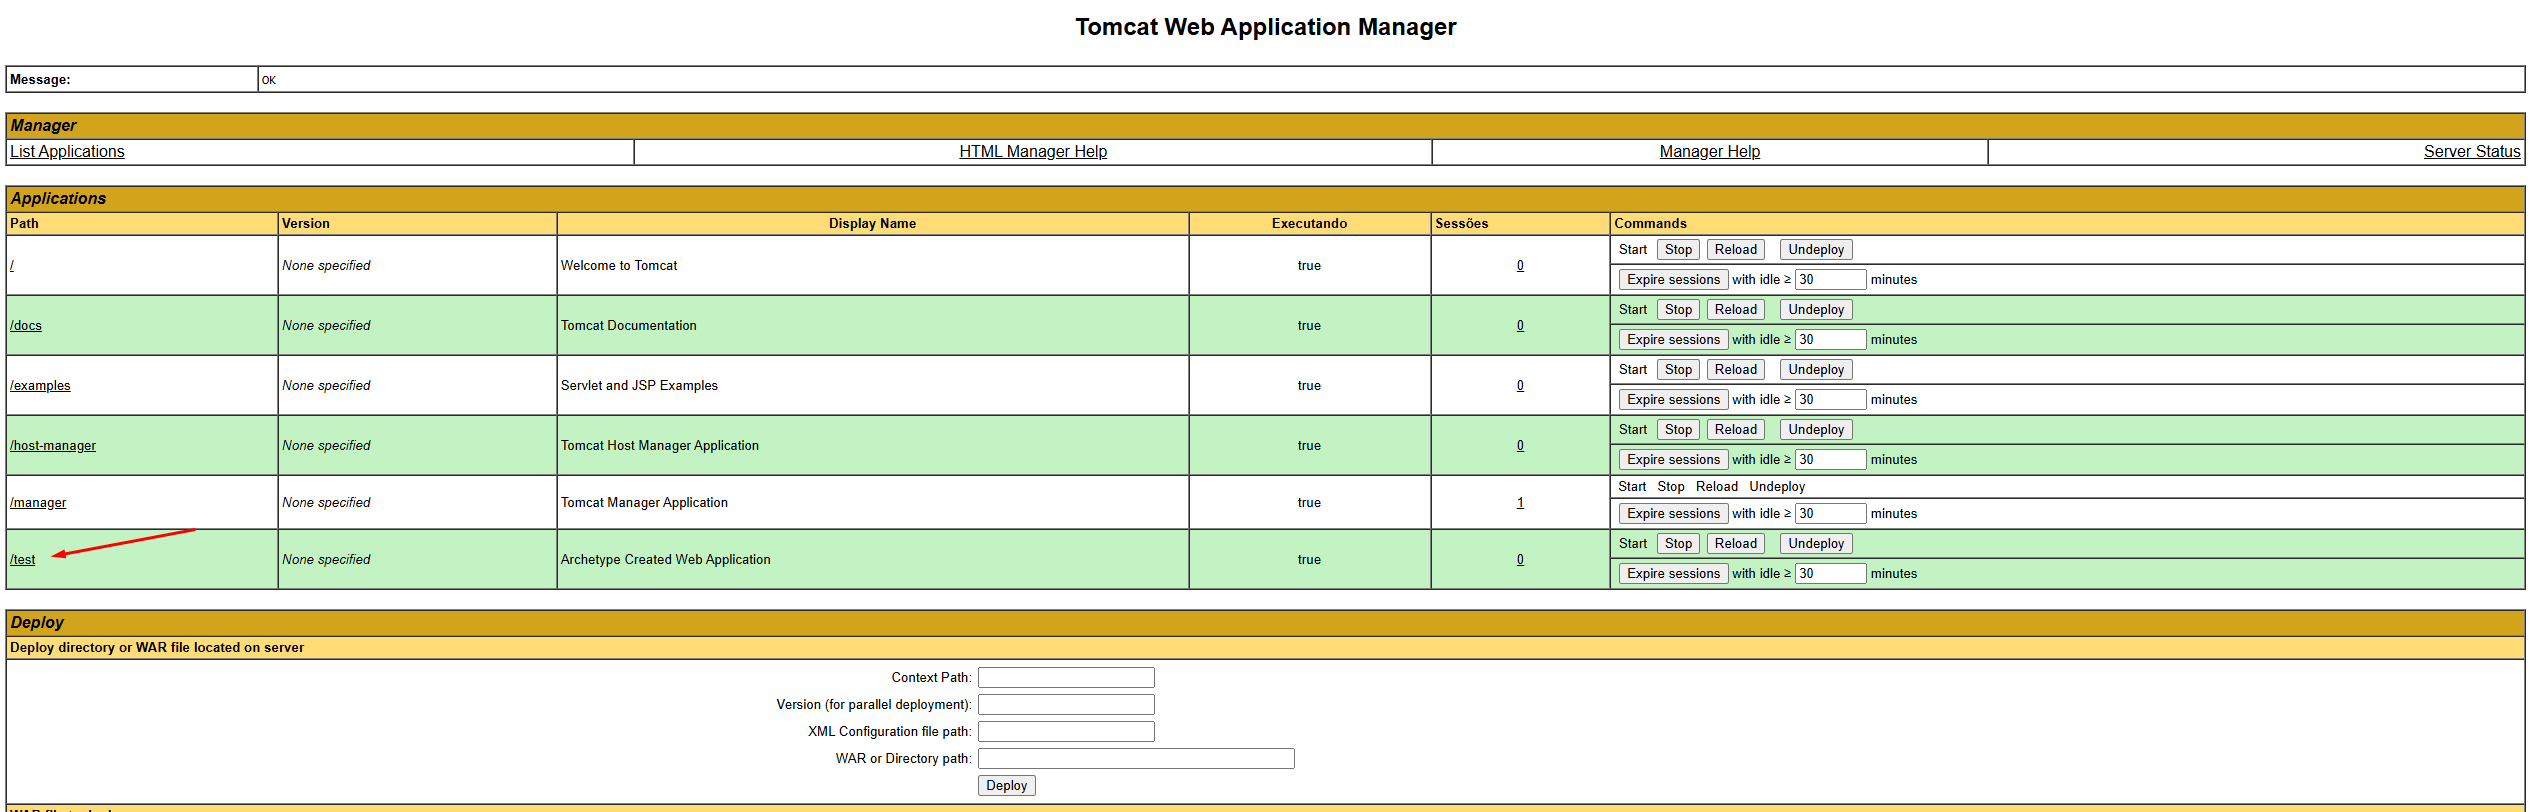 Tomcat Web Application Manager
Message: OK
Manager
List Applications HTML Manager Help Manager Help Server Status
Applications
Path Version Display Name Executando Sessões Commands
/ None specified Welcome to Tomcat true 0 Start Stop Reload Undeploy
Expire sessions with idle ≥ 30 minutes
/docs None specified Tomcat Documentation true 0 Start Stop Reload Undeploy
Expire sessions with idle ≥ 30 minutes
/examples None specified Servlet and JSP Examples true 0 Start Stop Reload Undeploy
Expire sessions with idle ≥ 30 minutes
/host-manager None specified Tomcat Host Manager Application true 0 Start Stop Reload Undeploy
Expire sessions with idle ≥ 30 minutes
/manager None specified Tomcat Manager Application true 1 Start Stop Reload Undeploy
Expire sessions with idle ≥ 30 minutes
/test None specified Archetype Created Web Application true 0 Start Stop Reload Undeploy
Expire sessions with idle ≥ 30 minutes
Deploy
Deploy directory or WAR file located on server
Context Path:
Version (for parallel deployment):
XML Configuration file path:
WAR or Directory path:
Deploy